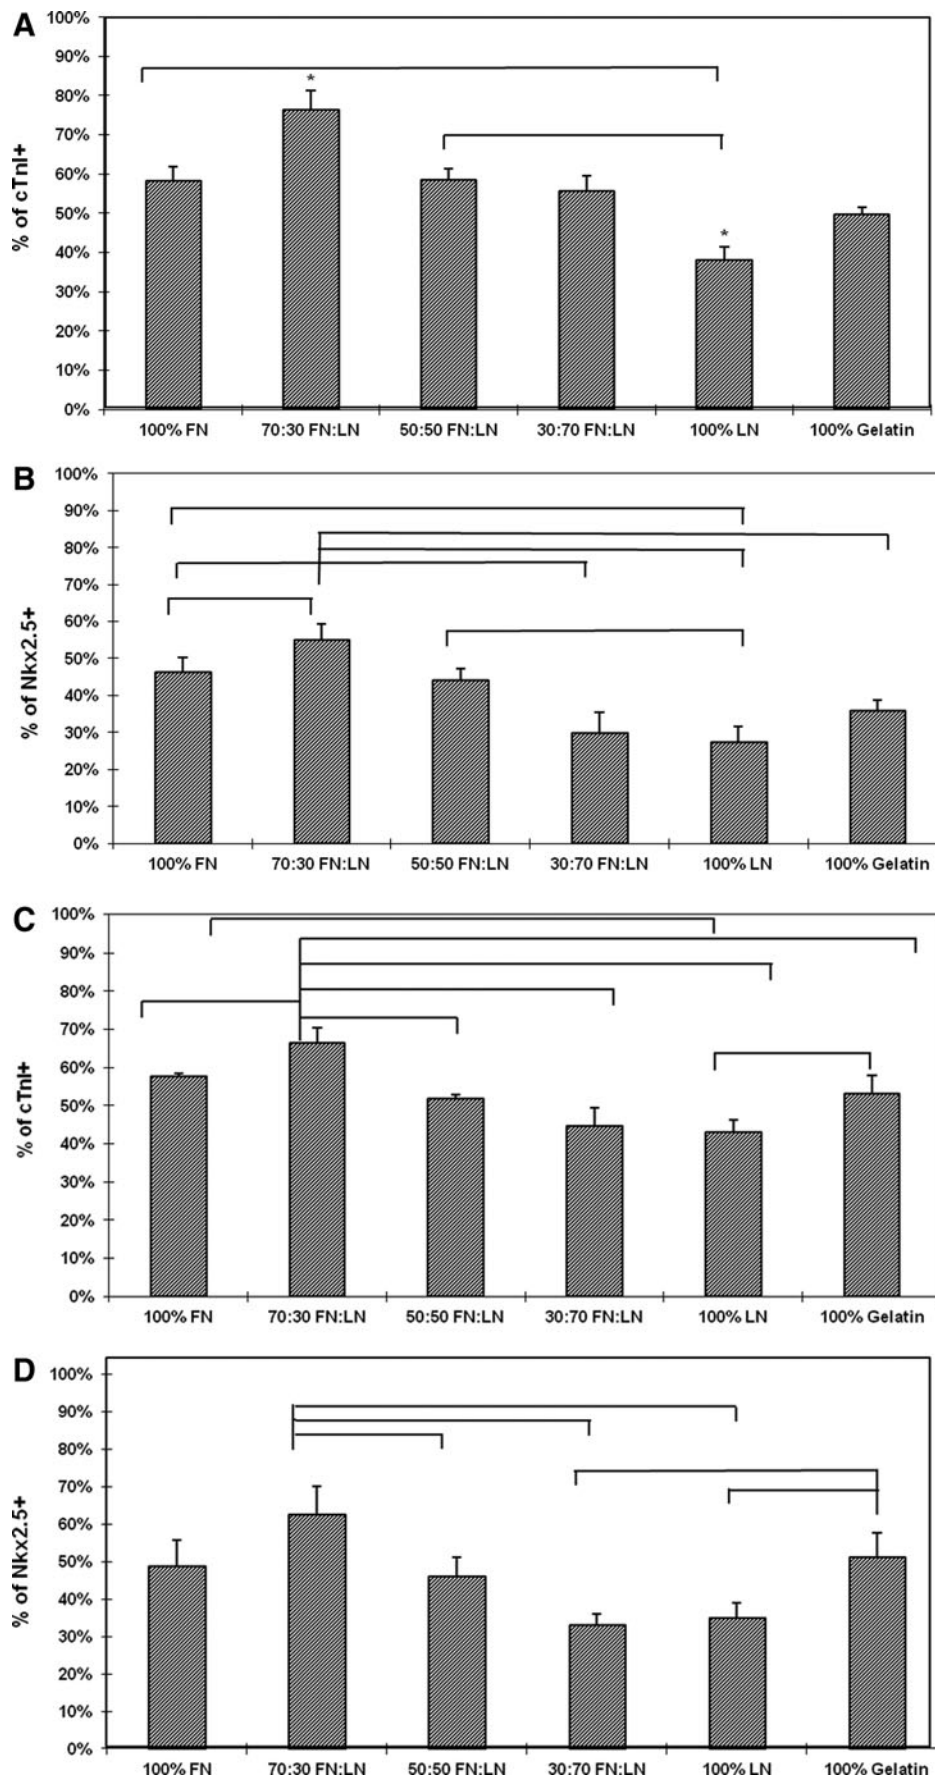 A
100%
90%
80%
70%
60%
50%
40%
30%
20%
10%
0%
% of cTnI+
*
*
100% FN
70:30 FN:LN
50:50 FN:LN
30:70 FN:LN
100% LN
100% Gelatin
B
100%
90%
80%
70%
60%
50%
40%
30%
20%
10%
0%
% of Nkx2.5+
100% FN
70:30 FN:LN
50:50 FN:LN
30:70 FN:LN
100% LN
100% Gelatin
C
100%
90%
80%
70%
60%
50%
40%
30%
20%
10%
0%
% of cTnI+
100% FN
70:30 FN:LN
50:50 FN:LN
30:70 FN:LN
100% LN
100% Gelatin
D
100%
90%
80%
70%
60%
50%
40%
30%
20%
10%
0%
% of Nkx2.5+
100% FN
70:30 FN:LN
50:50 FN:LN
30:70 FN:LN
100% LN
100% Gelatin